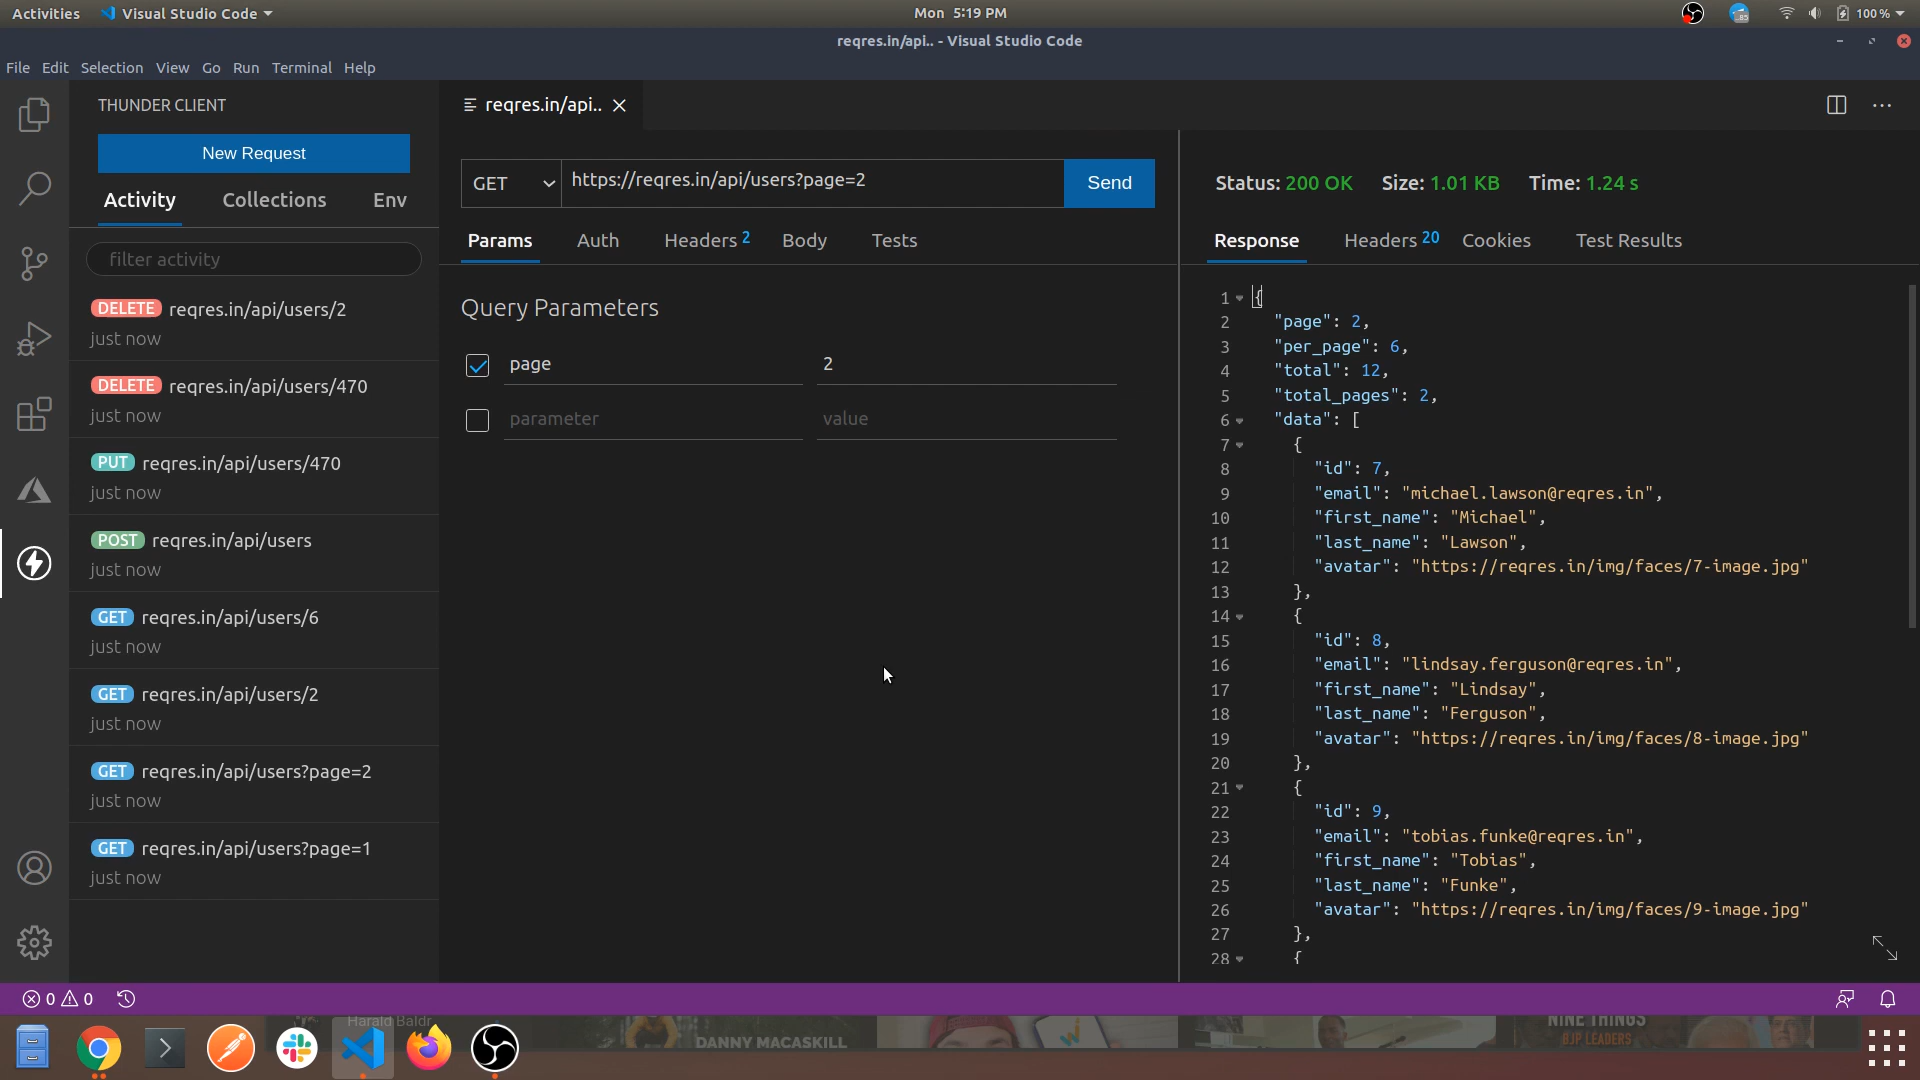 Activities
Visual Studio Code
Mon 5:19 PM
85
100 %
reqres.in/api.. - Visual Studio Code
File Edit Selection View Go Run Terminal Help
THUNDER CLIENT
New Request
Activity Collections Env
filter activity
DELETE reqres.in/api/users/2
just now
DELETE reqres.in/api/users/470
just now
PUT reqres.in/api/users/470
just now
POST reqres.in/api/users
just now
GET reqres.in/api/users/6
just now
GET reqres.in/api/users/2
just now
GET reqres.in/api/users?page=2
just now
GET reqres.in/api/users?page=1
just now
reqres.in/api..
GET https://reqres.in/api/users?page=2 Send
Params Auth Headers 2 Body Tests
Query Parameters
page 2
parameter value
Status: 200 OK Size: 1.01 KB Time: 1.24 s
Response Headers 20 Cookies Test Results
1 {
2 "page": 2,
3 "per_page": 6,
4 "total": 12,
5 "total_pages": 2,
6 "data": [
7 {
8 "id": 7,
9 "email": "michael.lawson@reqres.in",
10 "first_name": "Michael",
11 "last_name": "Lawson",
12 "avatar": "https://reqres.in/img/faces/7-image.jpg"
13 },
14 {
15 "id": 8,
16 "email": "lindsay.ferguson@reqres.in",
17 "first_name": "Lindsay",
18 "last_name": "Ferguson",
19 "avatar": "https://reqres.in/img/faces/8-image.jpg"
20 },
21 {
22 "id": 9,
23 "email": "tobias.funke@reqres.in",
24 "first_name": "Tobias",
25 "last_name": "Funke",
26 "avatar": "https://reqres.in/img/faces/9-image.jpg"
27 },
28 {
0 0
Harald Baldr
DANNY MACASKILL
NINE THINGS
BJP LEADERS